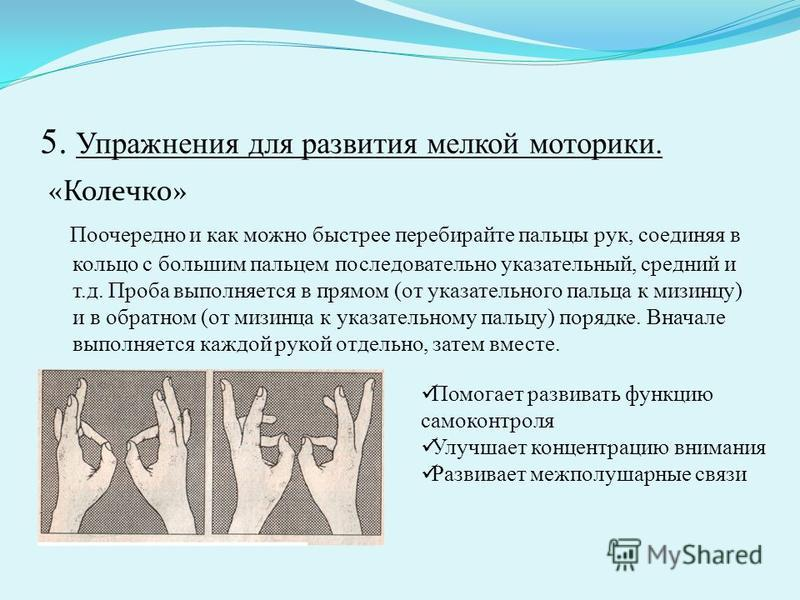 5. Упражнения для развития мелкой моторики.
«Колечко»
Поочередно и как можно быстрее перебирайте пальцы рук, соединяя в
кольцо с большим пальцем последовательно указательный, средний и
т.д. Проба выполняется в прямом (от указательного пальца к мизинцу)
и в обратном (от мизинца к указательному пальцу) порядке. Вначале
выполняется каждой рукой отдельно, затем вместе.
✓Помогает развивать функцию
самоконтроля
✓Улучшает концентрацию внимания
✓Развивает межполушарные связи
MyShared